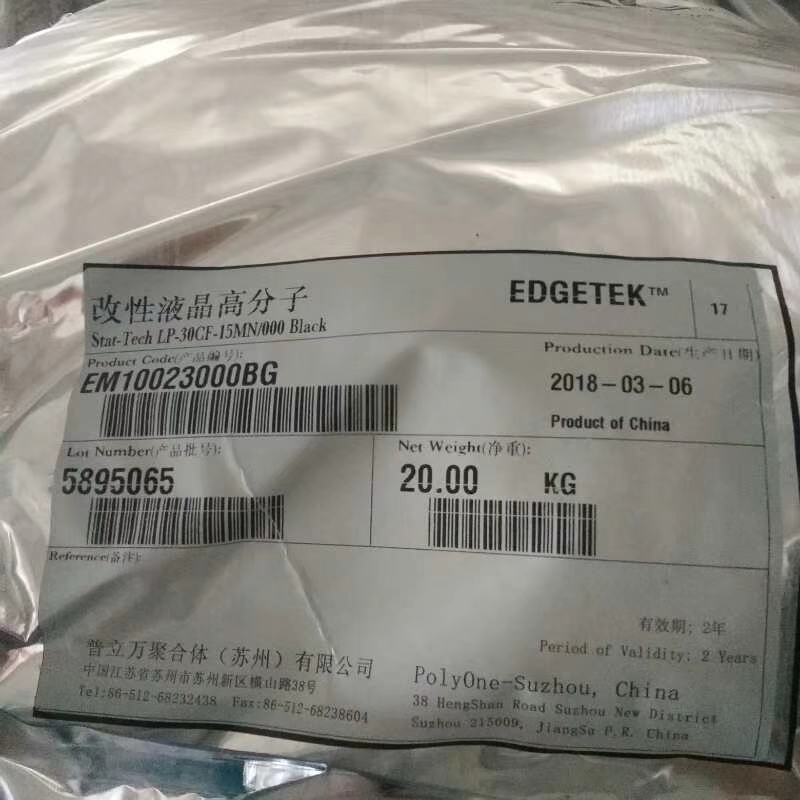 改性液晶高分子
EDGETEK™
17
Stat-Tech LP-30CF-15MN/000 Black
Product Code(产品编号):
EM10023000BG
Production Date(生产日期)
2018-03-06
Product of China
Lot Number(产品批号):
5895065
Net Weight(净重):
20.00 KG
Reference(备注):
有效期: 2年
Period of Validity: 2 Years
普立万聚合体(苏州)有限公司
中国江苏省苏州市苏州新区横山路38号
Tel:86-512-68232438 Fax:86-512-68238604
PolyOne-Suzhou, China
38 HengShan Road Suzhou New District
Suzhou 215009, JiangSu P.R. China